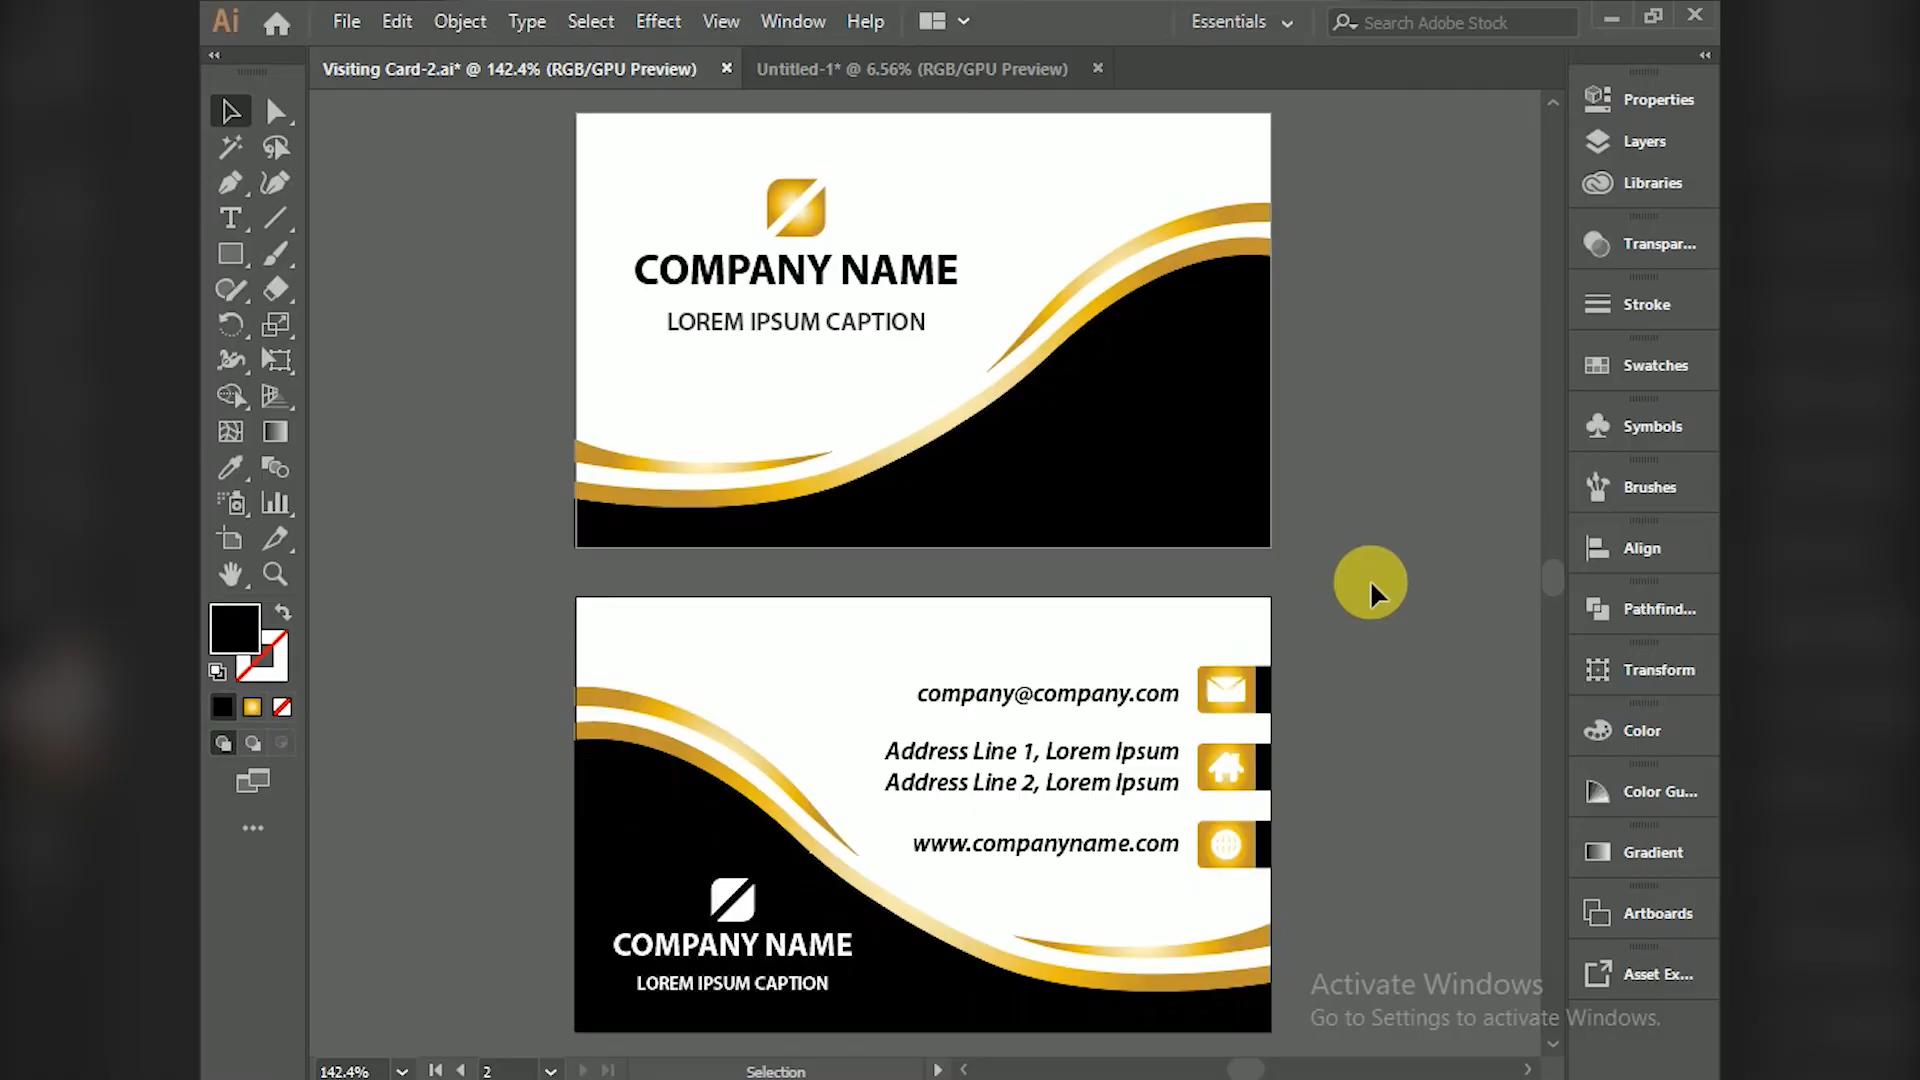 Ai File Edit Object Type Select Effect View Window Help Essentials Search Adobe Stock
Visiting Card-2.ai* @ 142.4% (RGB/GPU Preview) Untitled-1* @ 6.56% (RGB/GPU Preview)
Properties
Layers
Libraries
Transpar...
Stroke
Swatches
Symbols
Brushes
Align
Pathfind...
Transform
Color
Color Gu...
Gradient
Artboards
Asset Ex...
COMPANY NAME
LOREM IPSUM CAPTION
company@company.com
Address Line 1, Lorem Ipsum
Address Line 2, Lorem Ipsum
www.companyname.com
COMPANY NAME
LOREM IPSUM CAPTION
Activate Windows
Go to Settings to activate Windows.
142.4% 2 Selection